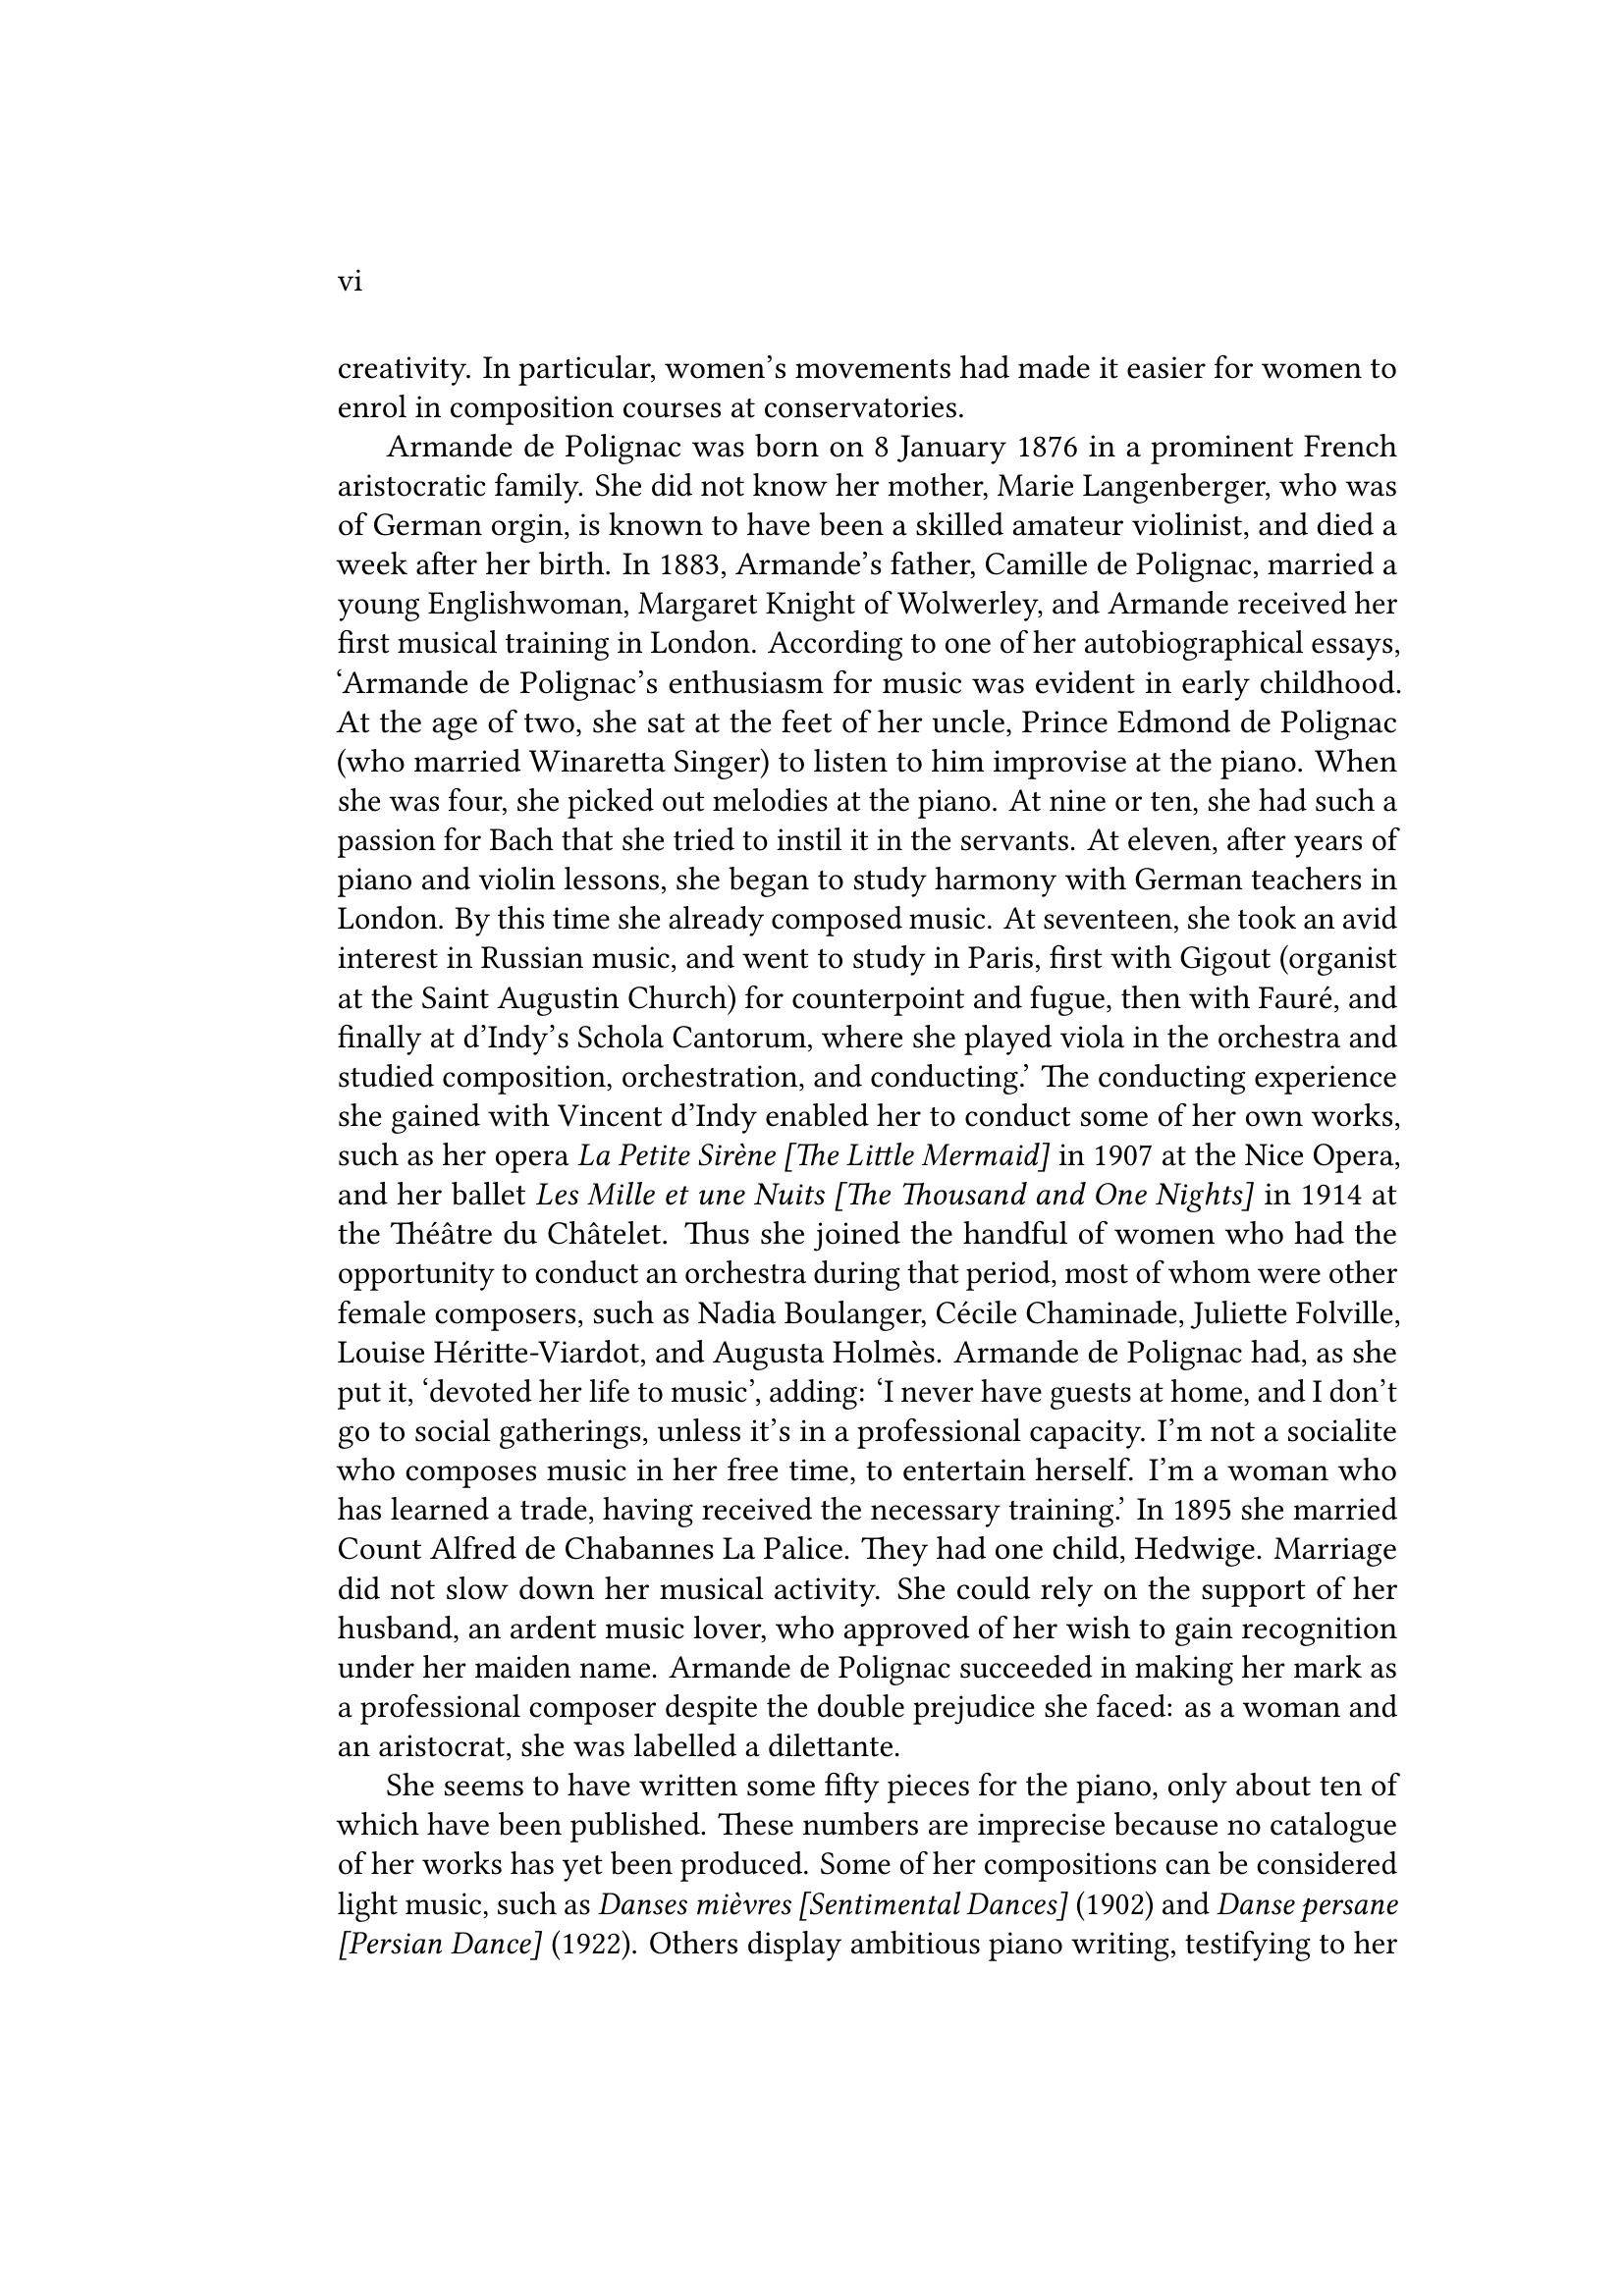 vi
creativity. In particular, women’s movements had made it easier for women to
enrol in composition courses at conservatories.
Armande de Polignac was born on 8 January 1876 in a prominent French
aristocratic family. She did not know her mother, Marie Langenberger, who was
of German orgin, is known to have been a skilled amateur violinist, and died a
week after her birth. In 1883, Armande’s father, Camille de Polignac, married a
young Englishwoman, Margaret Knight of Wolwerley, and Armande received her
first musical training in London. According to one of her autobiographical essays,
‘Armande de Polignac’s enthusiasm for music was evident in early childhood.
At the age of two, she sat at the feet of her uncle, Prince Edmond de Polignac
(who married Winaretta Singer) to listen to him improvise at the piano. When
she was four, she picked out melodies at the piano. At nine or ten, she had such a
passion for Bach that she tried to instil it in the servants. At eleven, after years of
piano and violin lessons, she began to study harmony with German teachers in
London. By this time she already composed music. At seventeen, she took an avid
interest in Russian music, and went to study in Paris, first with Gigout (organist
at the Saint Augustin Church) for counterpoint and fugue, then with Fauré, and
finally at d’Indy’s Schola Cantorum, where she played viola in the orchestra and
studied composition, orchestration, and conducting.’ The conducting experience
she gained with Vincent d’Indy enabled her to conduct some of her own works,
such as her opera La Petite Sirène [The Little Mermaid] in 1907 at the Nice Opera,
and her ballet Les Mille et une Nuits [The Thousand and One Nights] in 1914 at
the Théâtre du Châtelet. Thus she joined the handful of women who had the
opportunity to conduct an orchestra during that period, most of whom were other
female composers, such as Nadia Boulanger, Cécile Chaminade, Juliette Folville,
Louise Héritte-Viardot, and Augusta Holmès. Armande de Polignac had, as she
put it, ‘devoted her life to music’, adding: ‘I never have guests at home, and I don’t
go to social gatherings, unless it’s in a professional capacity. I’m not a socialite
who composes music in her free time, to entertain herself. I’m a woman who
has learned a trade, having received the necessary training.’ In 1895 she married
Count Alfred de Chabannes La Palice. They had one child, Hedwige. Marriage
did not slow down her musical activity. She could rely on the support of her
husband, an ardent music lover, who approved of her wish to gain recognition
under her maiden name. Armande de Polignac succeeded in making her mark as
a professional composer despite the double prejudice she faced: as a woman and
an aristocrat, she was labelled a dilettante.
She seems to have written some fifty pieces for the piano, only about ten of
which have been published. These numbers are imprecise because no catalogue
of her works has yet been produced. Some of her compositions can be considered
light music, such as Danses mièvres [Sentimental Dances] (1902) and Danse persane
[Persian Dance] (1922). Others display ambitious piano writing, testifying to her